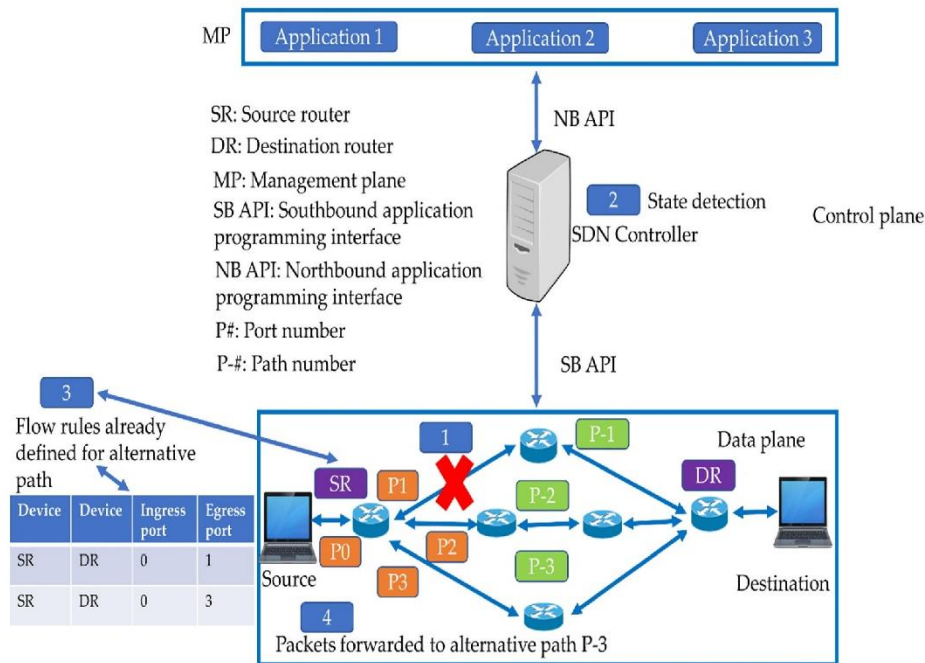 MP
Application 1
Application 2
Application 3
NB API
SR: Source router
DR: Destination router
MP: Management plane
SB API: Southbound application
programming interface
NB API: Northbound application
programming interface
P#: Port number
P-#: Path number
2 State detection
SDN Controller
Control plane
SB API
3
Flow rules already
defined for alternative
path
Device Device Ingress port Egress port
SR DR 0 1
SR DR 0 3
1
P-1
Data plane
SR
P1
P-2
DR
P0
P2
P-3
Source
P3
Destination
4
Packets forwarded to alternative path P-3